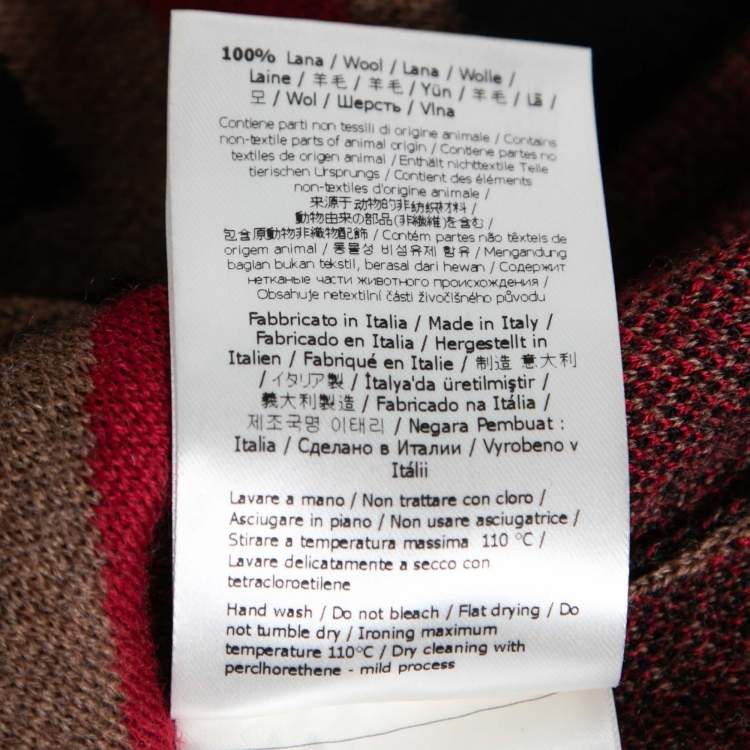 100% Lana / Wool / Lana / Wolle /
Laine / 羊毛 / 羊毛 / Yün / 羊毛 / Lã /
모 / Wol / Шерсть / Vlna
Contiene parti non tessili di origine animale / Contains
non-textile parts of animal origin / Contiene partes no
textiles de origen animal / Enthält nichttextile Teile
tierischen Ursprungs / Contient des éléments
non-textiles d'origine animale /
来源于动物的非纺织材料 /
動物由来の部品(非繊維)を含む /
包含原動物非織物配飾 / Contém partes não têxteis de
origem animal / 동물성 비섬유제 함유 / Mengandung
bagian bukan tekstil, berasal dari hewan / Содержит
нетканые части животного происхождения /
Obsahuje netextilní části živočišného původu
Fabbricato in Italia / Made in Italy /
Fabricado en Italia / Hergestellt in
Italien / Fabriqué en Italie / 制造 意大利
/ イタリア製 / İtalya'da üretilmiştir /
義大利製造 / Fabricado na Itália /
제조국명 이태리 / Negara Pembuat :
Italia / Сделано в Италии / Vyrobeno v
Itálii
Lavare a mano / Non trattare con cloro /
Asciugare in piano / Non usare asciugatrice /
Stirare a temperatura massima 110 °C /
Lavare delicatamente a secco con
tetracloroetilene
Hand wash / Do not bleach / Flat drying / Do
not tumble dry / Ironing maximum
temperature 110°C / Dry cleaning with
perclhorethene - mild process